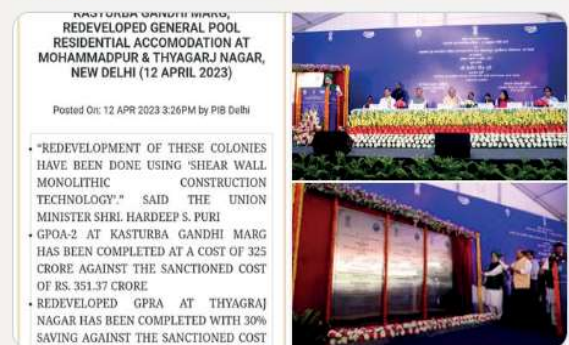 KASTURBA GANDHI MARG,
REDEVELOPED GENERAL POOL
RESIDENTIAL ACCOMODATION AT
MOHAMMADPUR & THYAGARJ NAGAR,
NEW DELHI (12 APRIL 2023)
Posted On: 12 APR 2023 3:26PM by PIB Delhi
• "REDEVELOPMENT OF THESE COLONIES
HAVE BEEN DONE USING 'SHEAR WALL
MONOLITHIC CONSTRUCTION
TECHNOLOGY'." SAID THE UNION
MINISTER SHRI. HARDEEP S. PURI
• GPOA-2 AT KASTURBA GANDHI MARG
HAS BEEN COMPLETED AT A COST OF 325
CRORE AGAINST THE SANCTIONED COST
OF RS. 351.37 CRORE
• REDEVELOPED GPRA AT THYAGRAJ
NAGAR HAS BEEN COMPLETED WITH 30%
SAVING AGAINST THE SANCTIONED COST